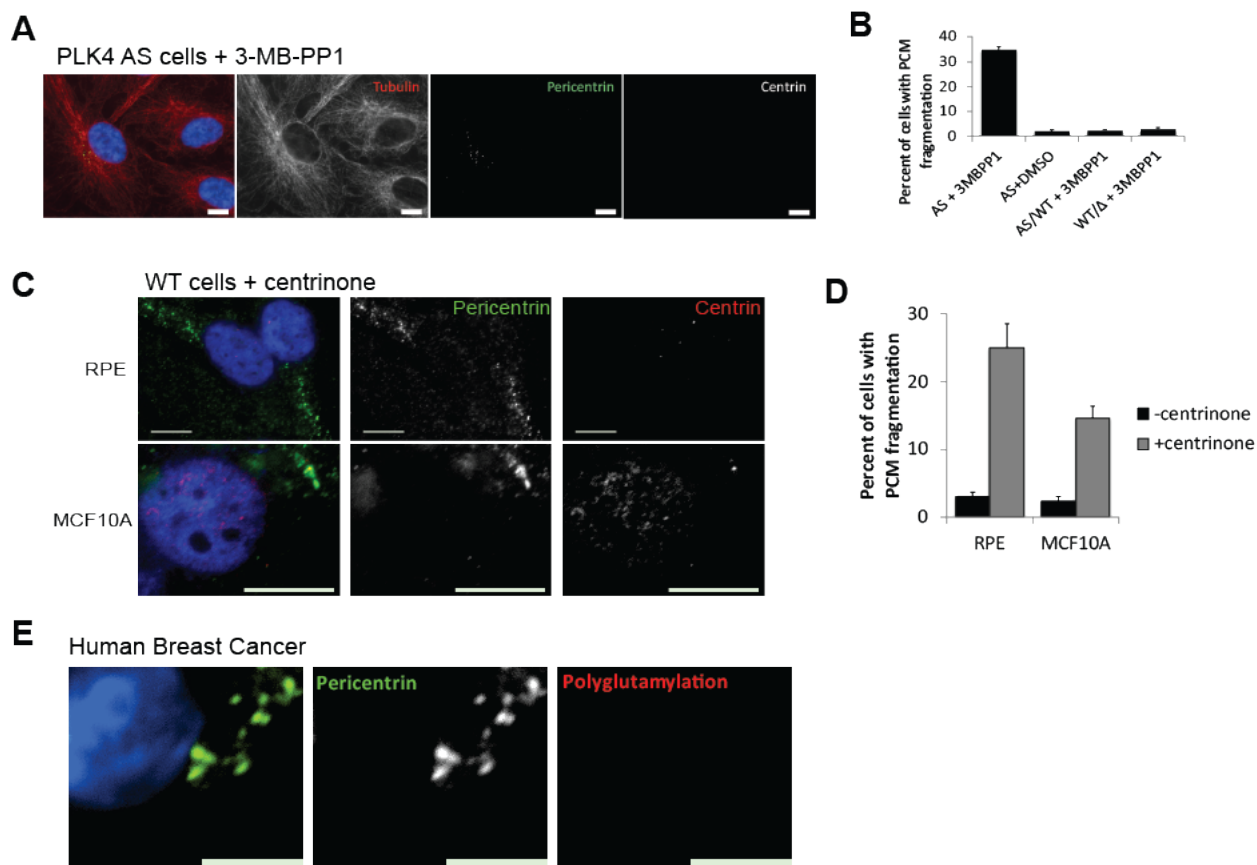 A
PLK4 AS cells + 3-MB-PP1
Tubulin
Pericentrin
Centrin
B
Percent of cells with PCM
fragmentation
40
30
20
10
0
AS + 3MBPP1
AS+DMSO
AS/WT + 3MBPP1
WT/Δ + 3MBPP1
C
WT cells + centrinone
Pericentrin
Centrin
RPE
MCF10A
D
Percent of cells with
PCM fragmentation
30
20
10
0
RPE
MCF10A
-centrinone
+centrinone
E
Human Breast Cancer
Pericentrin
Polyglutamylation